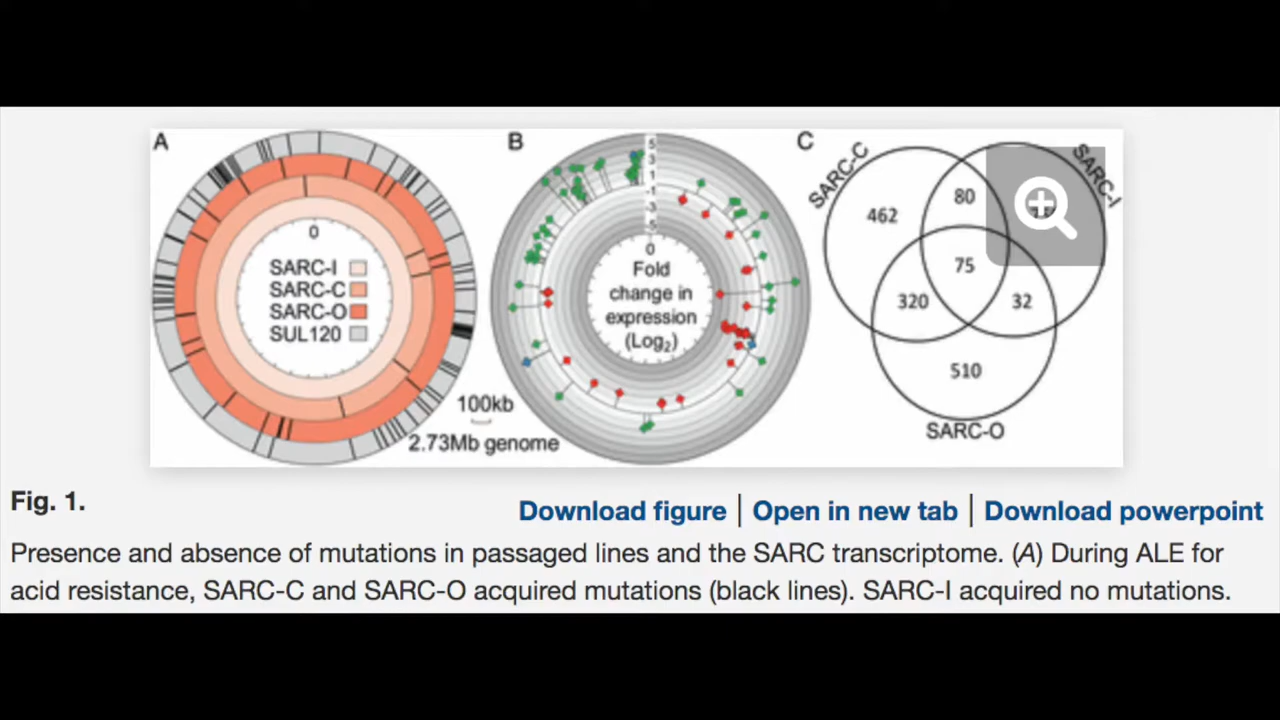 A
B
C
0
SARC-I
SARC-C
SARC-O
SUL120
100kb
2.73Mb genome
5
3
1
-1
-3
-5
0
Fold
change in
expression
(Log2)
SARC-C
SARC-I
462
80
75
320
32
510
SARC-O
Fig. 1.
Download figure | Open in new tab | Download powerpoint
Presence and absence of mutations in passaged lines and the SARC transcriptome. (A) During ALE for
acid resistance, SARC-C and SARC-O acquired mutations (black lines). SARC-I acquired no mutations.